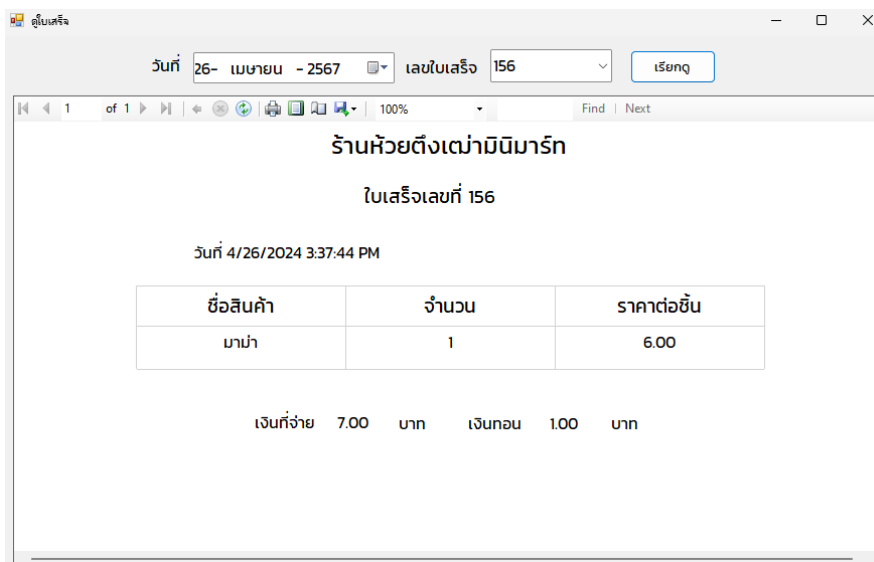 ดูใบเสร็จ
วันที่ 26- เมษายน - 2567 เลขใบเสร็จ 156 เรียกดู
1 of 1 100% Find | Next
ร้านห้วยตึงเฒ่ามินิมาร์ท
ใบเสร็จเลขที่ 156
วันที่ 4/26/2024 3:37:44 PM
ชื่อสินค้า จำนวน ราคาต่อชิ้น
มาม่า 1 6.00
เงินที่จ่าย 7.00 บาท เงินทอน 1.00 บาท